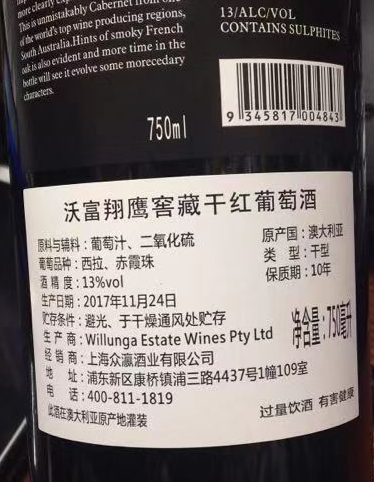 more clearly exp
This is unmistakably Cabernet from one
of the world's top wine producing regions,
South Australia.Hints of smoky French
oak is also evident and more time in the
bottle will see it evolve some morecedary
characters.
13/ALC/VOL
CONTAINS SULPHITES
9 345817 004843
750ml
沃富翔鹰窖藏干红葡萄酒
原料与辅料:葡萄汁、二氧化硫
原产国:澳大利亚
葡萄品种:西拉、赤霞珠
类 型:干型
酒 精 度:13%vol
保质期:10年
生产日期:2017年11月24日
贮存条件:避光、于干燥通风处贮存
净含量:750毫升
生 产 商:Willunga Estate Wines Pty Ltd
经 销 商:上海众瀛酒业有限公司
地 址:浦东新区康桥镇浦三路4437号1幢109室
电 话:400-811-1819
此酒在澳大利亚原产地灌装
过量饮酒 有害健康